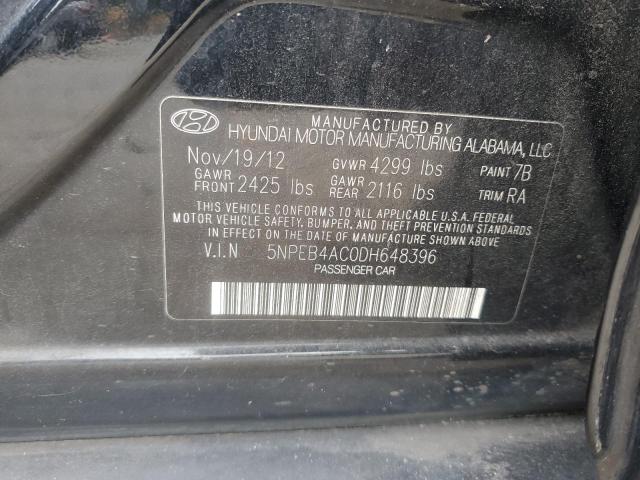 MANUFACTURED BY
HYUNDAI MOTOR MANUFACTURING ALABAMA, LLC
Nov/19/12 GVWR 4299 lbs PAINT 7B
GAWR FRONT 2425 lbs GAWR REAR 2116 lbs TRIM RA
THIS VEHICLE CONFORMS TO ALL APPLICABLE U.S.A. FEDERAL
MOTOR VEHICLE SAFETY, BUMPER, AND THEFT PREVENTION STANDARDS
IN EFFECT ON THE DATE OF MANUFACTURE SHOWN ABOVE.
V.I.N 5NPEB4AC0DH648396
PASSENGER CAR